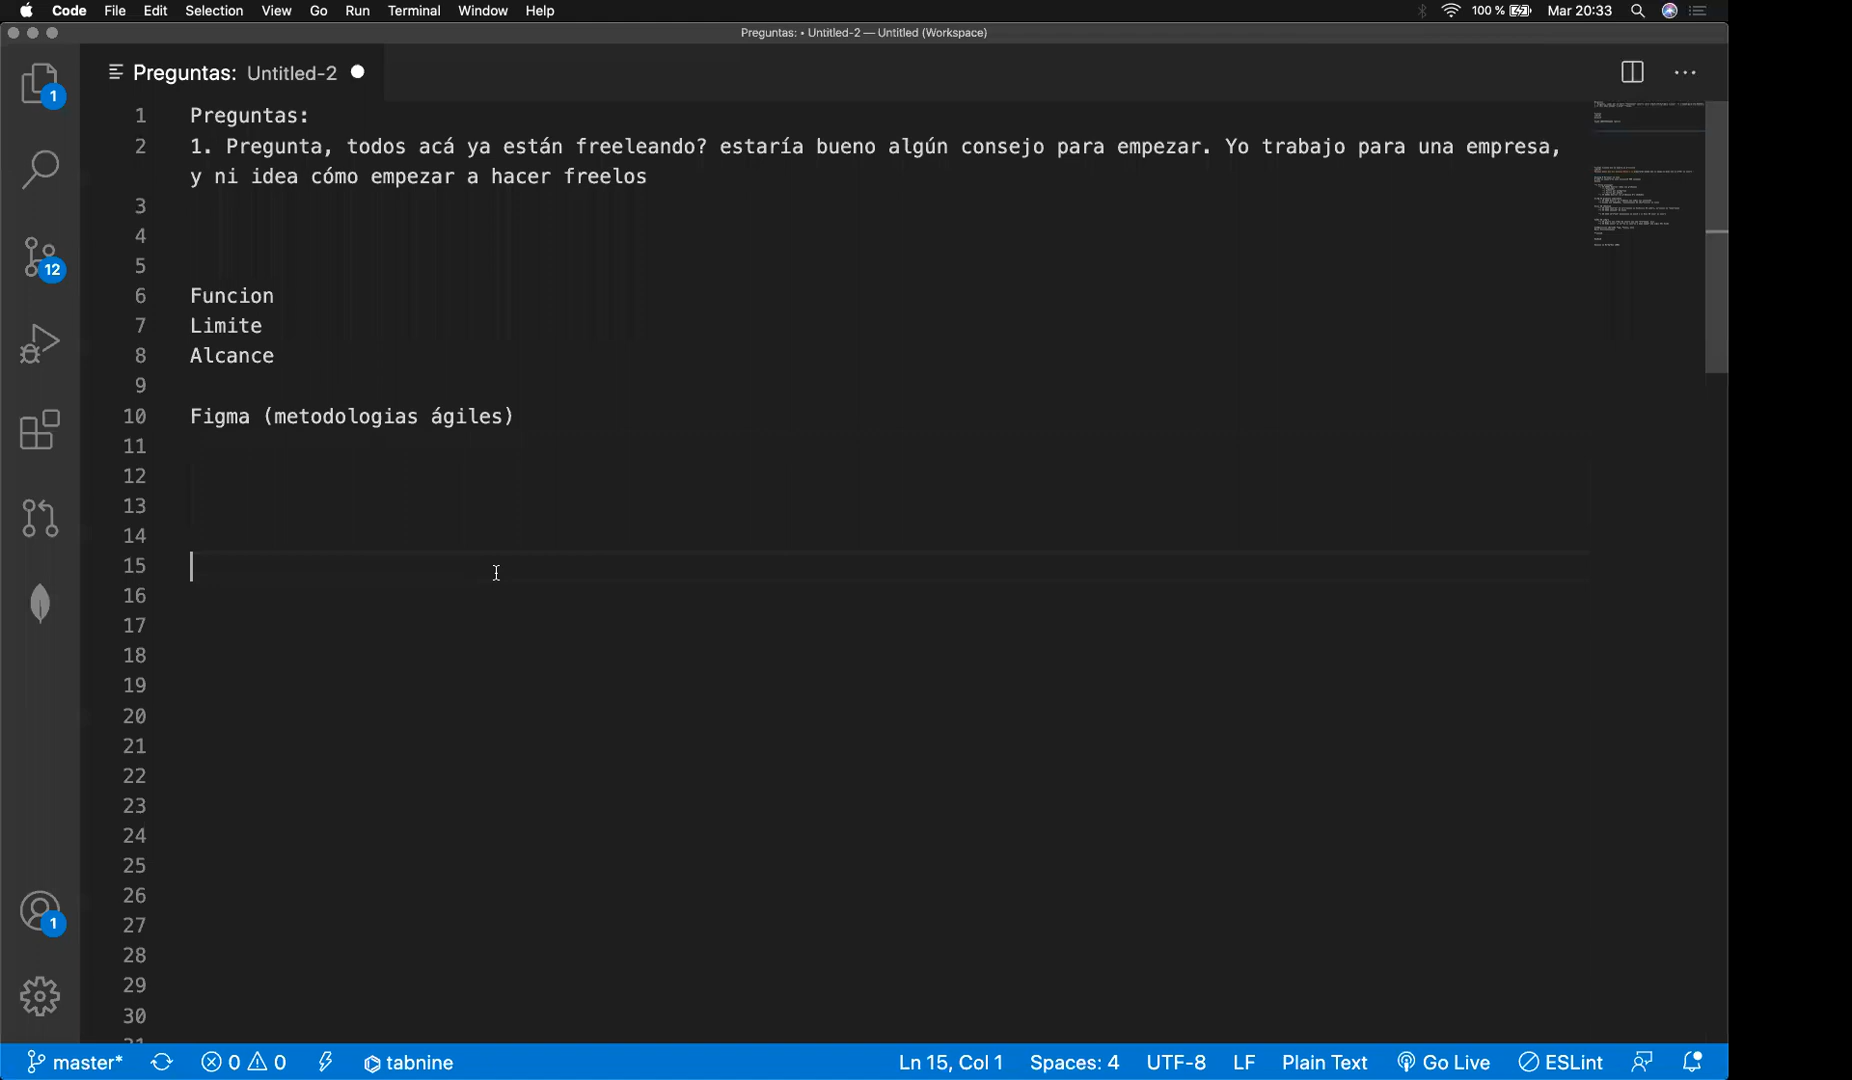 Code File Edit Selection View Go Run Terminal Window Help 100 % Mar 20:33
Preguntas: • Untitled-2 — Untitled (Workspace)
Preguntas: Untitled-2
1 Preguntas:
2 1. Pregunta, todos acá ya están freeleando? estaría bueno algún consejo para empezar. Yo trabajo para una empresa,
y ni idea cómo empezar a hacer freelos
3
4
5
6 Funcion
7 Limite
8 Alcance
9
10 Figma (metodologias ágiles)
11
12
13
14
15
16
17
18
19
20
21
22
23
24
25
26
27
28
29
30
1
12
1
master* 0 0 tabnine Ln 15, Col 1 Spaces: 4 UTF-8 LF Plain Text Go Live ESLint